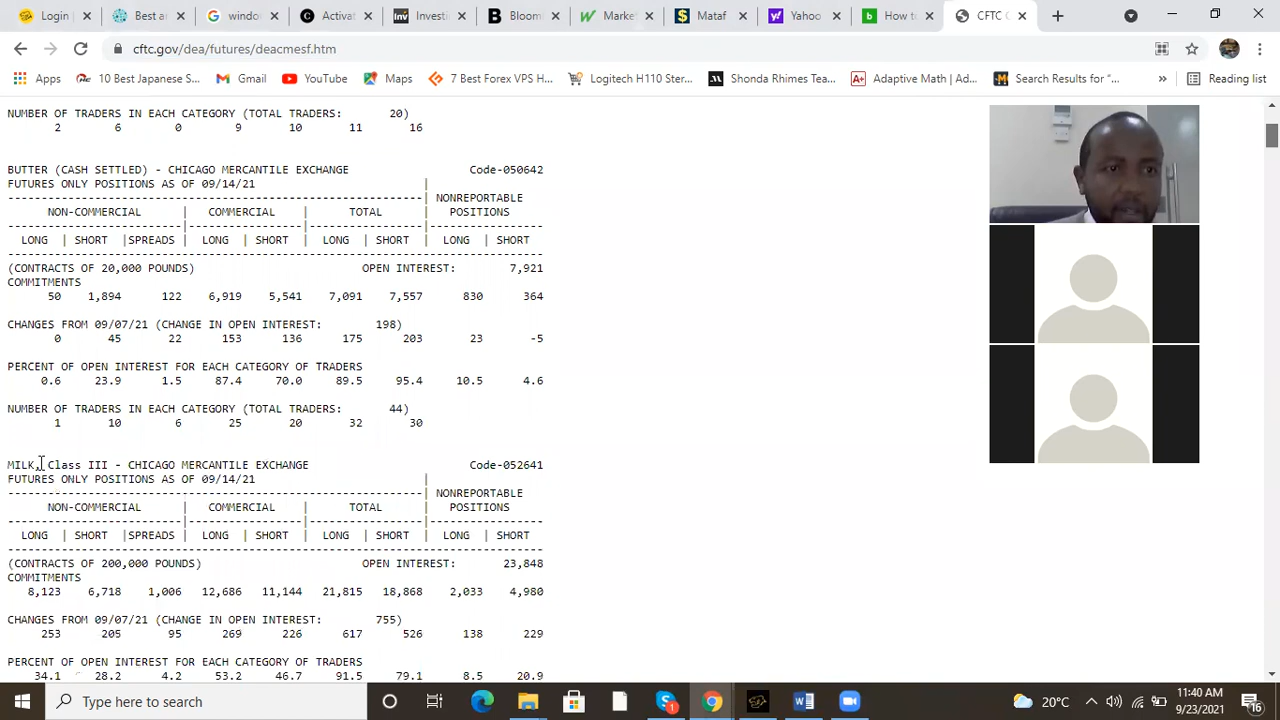 Login
Best ar
windo
Activat
Investi
Bloom
Marke
Mataf
Yahoo
How t
CFTC C
cftc.gov/dea/futures/deacmesf.htm
Apps
10 Best Japanese S...
Gmail
YouTube
Maps
7 Best Forex VPS H...
Logitech H110 Ster...
Shonda Rhimes Tea...
Adaptive Math | Ad...
Search Results for "...
»
Reading list
NUMBER OF TRADERS IN EACH CATEGORY (TOTAL TRADERS: 20)
2 6 0 9 10 11 16
BUTTER (CASH SETTLED) - CHICAGO MERCANTILE EXCHANGE Code-050642
FUTURES ONLY POSITIONS AS OF 09/14/21 |
--------------------------------------------------------------| NONREPORTABLE
NON-COMMERCIAL | COMMERCIAL | TOTAL | POSITIONS
--------------------------|-----------------|-----------------|-----------------
LONG | SHORT |SPREADS | LONG | SHORT | LONG | SHORT | LONG | SHORT
--------------------------------------------------------------------------------
(CONTRACTS OF 20,000 POUNDS) OPEN INTEREST: 7,921
COMMITMENTS
50 1,894 122 6,919 5,541 7,091 7,557 830 364
CHANGES FROM 09/07/21 (CHANGE IN OPEN INTEREST: 198)
0 45 22 153 136 175 203 23 -5
PERCENT OF OPEN INTEREST FOR EACH CATEGORY OF TRADERS
0.6 23.9 1.5 87.4 70.0 89.5 95.4 10.5 4.6
NUMBER OF TRADERS IN EACH CATEGORY (TOTAL TRADERS: 44)
1 10 6 25 20 32 30
MILK, Class III - CHICAGO MERCANTILE EXCHANGE Code-052641
FUTURES ONLY POSITIONS AS OF 09/14/21 |
--------------------------------------------------------------| NONREPORTABLE
NON-COMMERCIAL | COMMERCIAL | TOTAL | POSITIONS
--------------------------|-----------------|-----------------|-----------------
LONG | SHORT |SPREADS | LONG | SHORT | LONG | SHORT | LONG | SHORT
--------------------------------------------------------------------------------
(CONTRACTS OF 200,000 POUNDS) OPEN INTEREST: 23,848
COMMITMENTS
8,123 6,718 1,006 12,686 11,144 21,815 18,868 2,033 4,980
CHANGES FROM 09/07/21 (CHANGE IN OPEN INTEREST: 755)
253 205 95 269 226 617 526 138 229
PERCENT OF OPEN INTEREST FOR EACH CATEGORY OF TRADERS
34.1 28.2 4.2 53.2 46.7 91.5 79.1 8.5 20.9
Type here to search
20°C
1:40 AM
9/23/2021
16